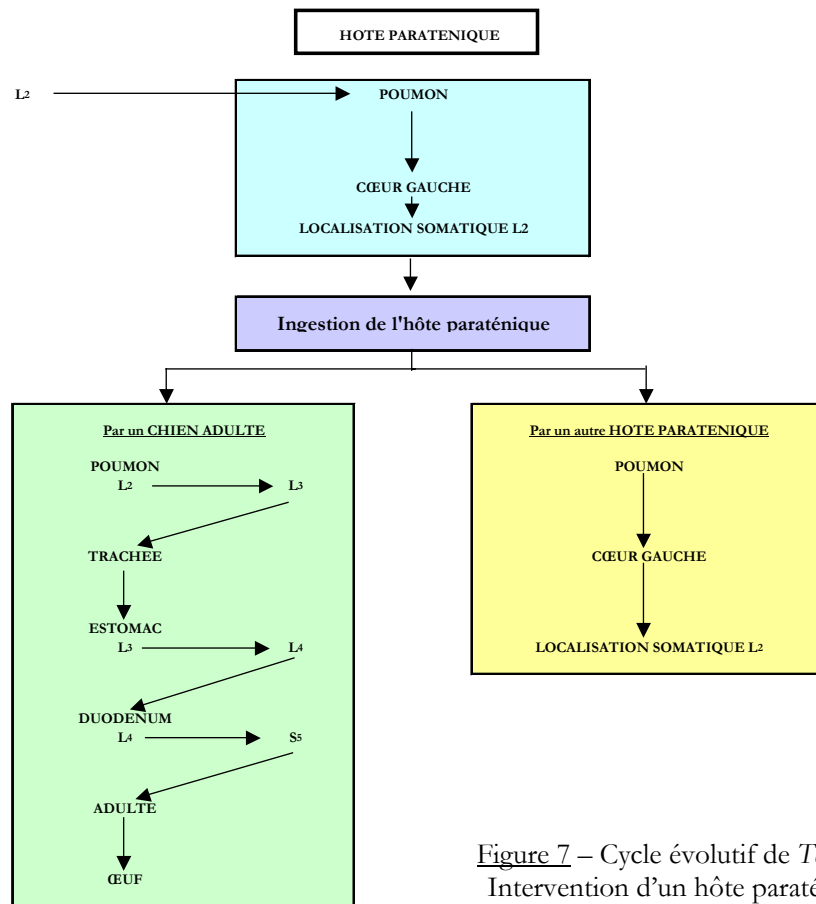 HOTE PARATENIQUE
L2
POUMON
CŒUR GAUCHE
LOCALISATION SOMATIQUE L2
Ingestion de l'hôte paraténique
Par un CHIEN ADULTE
POUMON
L2 L3
TRACHEE
ESTOMAC
L3 L4
DUODENUM
L4 S5
ADULTE
ŒUF
Par un autre HOTE PARATENIQUE
POUMON
CŒUR GAUCHE
LOCALISATION SOMATIQUE L2
Figure 7 – Cycle évolutif de
Intervention d'un hôte